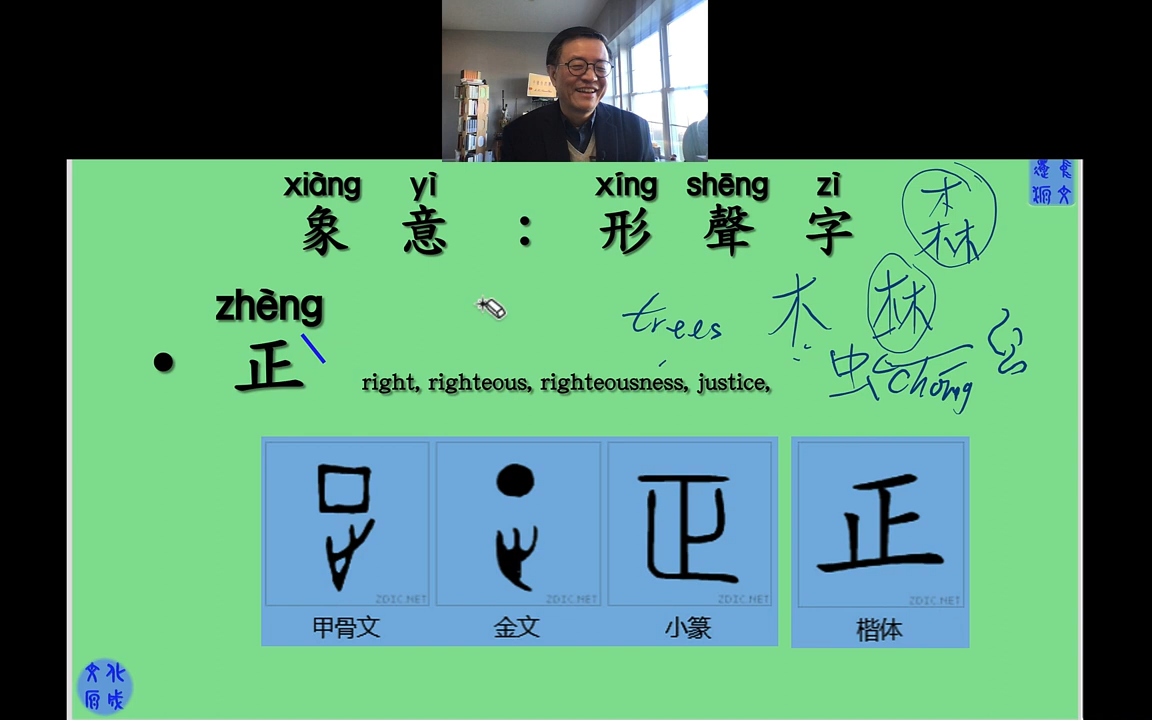 xiàng yì xíng shēng zì
象 意 : 形 聲 字
木
森
zhèng
• 正
right, righteous, righteousness, justice,
trees 木 林
虫 chóng
ZDIC.NET ZDIC.NET ZDIC.NET ZDIC.NET
甲骨文 金文 小篆 楷体